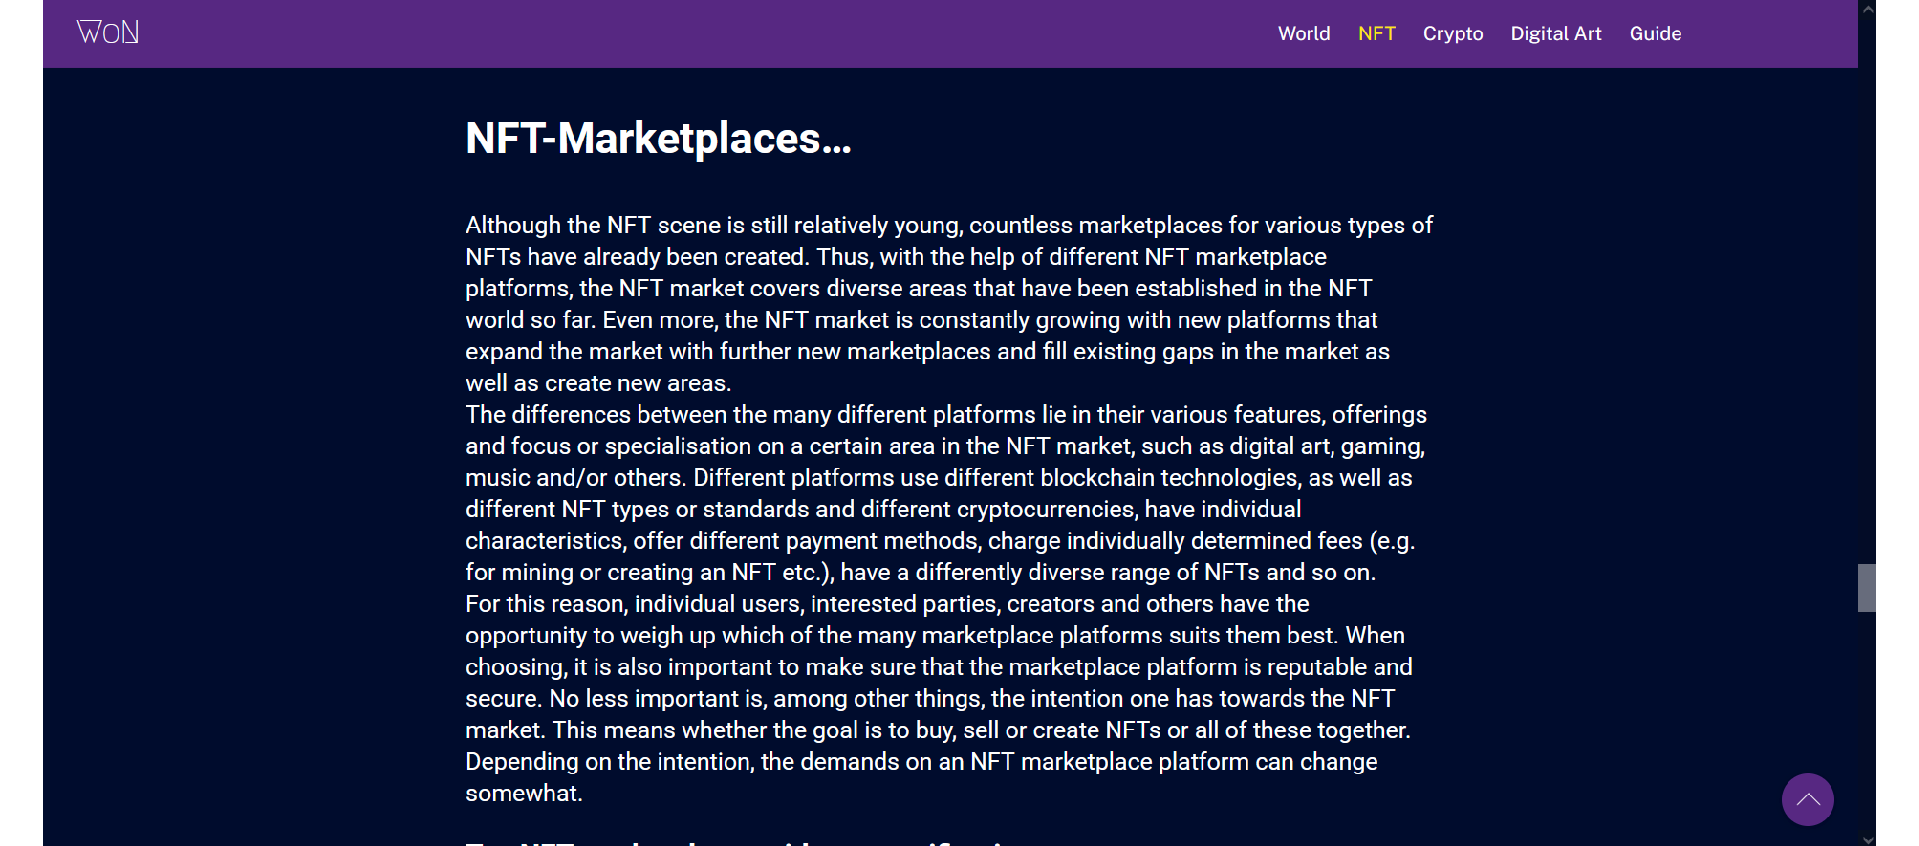 WoN
World NFT Crypto Digital Art Guide
NFT-Marketplaces...
Although the NFT scene is still relatively young, countless marketplaces for various types of
NFTs have already been created. Thus, with the help of different NFT marketplace
platforms, the NFT market covers diverse areas that have been established in the NFT
world so far. Even more, the NFT market is constantly growing with new platforms that
expand the market with further new marketplaces and fill existing gaps in the market as
well as create new areas.
The differences between the many different platforms lie in their various features, offerings
and focus or specialisation on a certain area in the NFT market, such as digital art, gaming,
music and/or others. Different platforms use different blockchain technologies, as well as
different NFT types or standards and different cryptocurrencies, have individual
characteristics, offer different payment methods, charge individually determined fees (e.g.
for mining or creating an NFT etc.), have a differently diverse range of NFTs and so on.
For this reason, individual users, interested parties, creators and others have the
opportunity to weigh up which of the many marketplace platforms suits them best. When
choosing, it is also important to make sure that the marketplace platform is reputable and
secure. No less important is, among other things, the intention one has towards the NFT
market. This means whether the goal is to buy, sell or create NFTs or all of these together.
Depending on the intention, the demands on an NFT marketplace platform can change
somewhat.